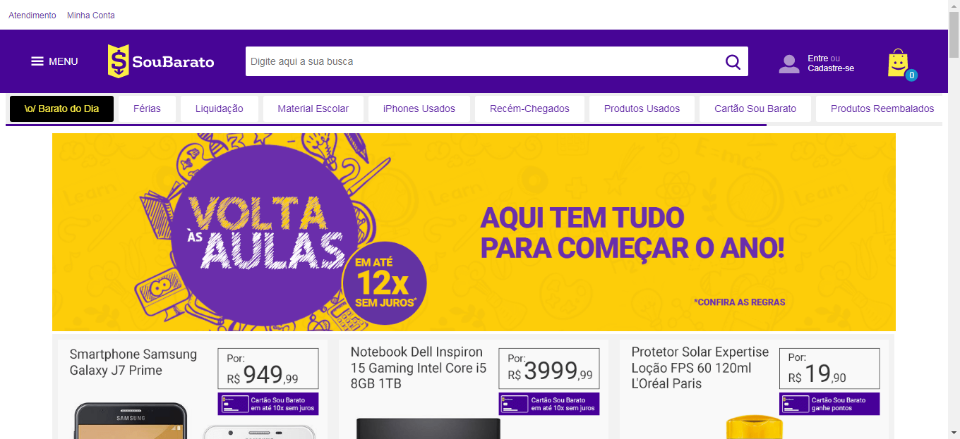 Atendimento Minha Conta
MENU
SouBarato
Digite aqui a sua busca
Entre ou
Cadastre-se
0
\o/ Barato do Dia
Férias
Liquidação
Material Escolar
iPhones Usados
Recém-Chegados
Produtos Usados
Cartão Sou Barato
Produtos Reembalados
VOLTA
ÀS
AULAS
EM ATÉ
12x
SEM JUROS*
AQUI TEM TUDO
PARA COMEÇAR O ANO!
*CONFIRA AS REGRAS
Smartphone Samsung
Galaxy J7 Prime
Por:
R$ 949,99
Cartão Sou Barato
em até 10x sem juros
SAMSUNG
Notebook Dell Inspiron
15 Gaming Intel Core i5
8GB 1TB
Por:
R$ 3999,99
Cartão Sou Barato
em até 10x sem juros
Protetor Solar Expertise
Loção FPS 60 120ml
L'Oréal Paris
Por:
R$ 19,90
Cartão Sou Barato
ganhe pontos